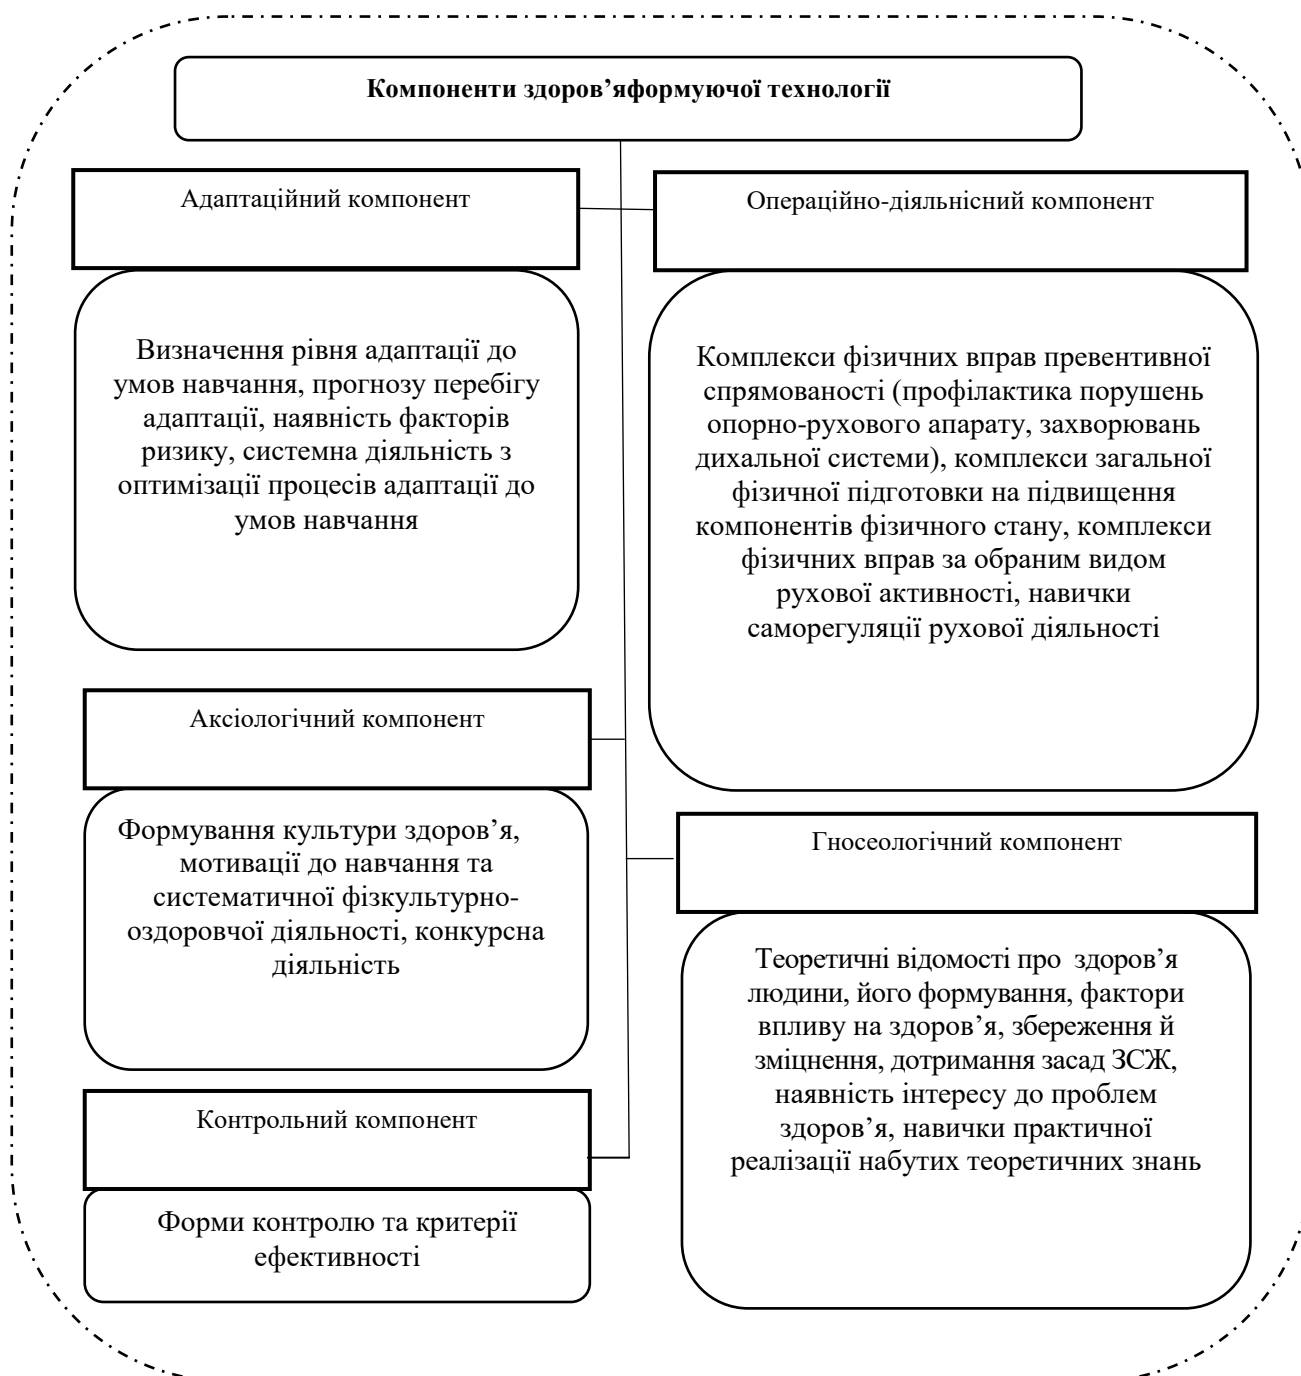 Компоненти здоров’яформуючої технології
Адаптаційний компонент
Визначення рівня адаптації до
умов навчання, прогнозу перебігу
адаптації, наявність факторів
ризику, системна діяльність з
оптимізації процесів адаптації до
умов навчання
Операційно-діяльнісний компонент
Комплекси фізичних вправ превентивної
спрямованості (профілактика порушень
опорно-рухового апарату, захворювань
дихальної системи), комплекси загальної
фізичної підготовки на підвищення
компонентів фізичного стану, комплекси
фізичних вправ за обраним видом
рухової активності, навички
саморегуляції рухової діяльності
Аксіологічний компонент
Формування культури здоров’я,
мотивації до навчання та
систематичної фізкультурно-
оздоровчої діяльності, конкурсна
діяльність
Гносеологічний компонент
Теоретичні відомості про здоров’я
людини, його формування, фактори
впливу на здоров’я, збереження й
зміцнення, дотримання засад ЗСЖ,
наявність інтересу до проблем
здоров’я, навички практичної
реалізації набутих теоретичних знань
Контрольний компонент
Форми контролю та критерії
ефективності